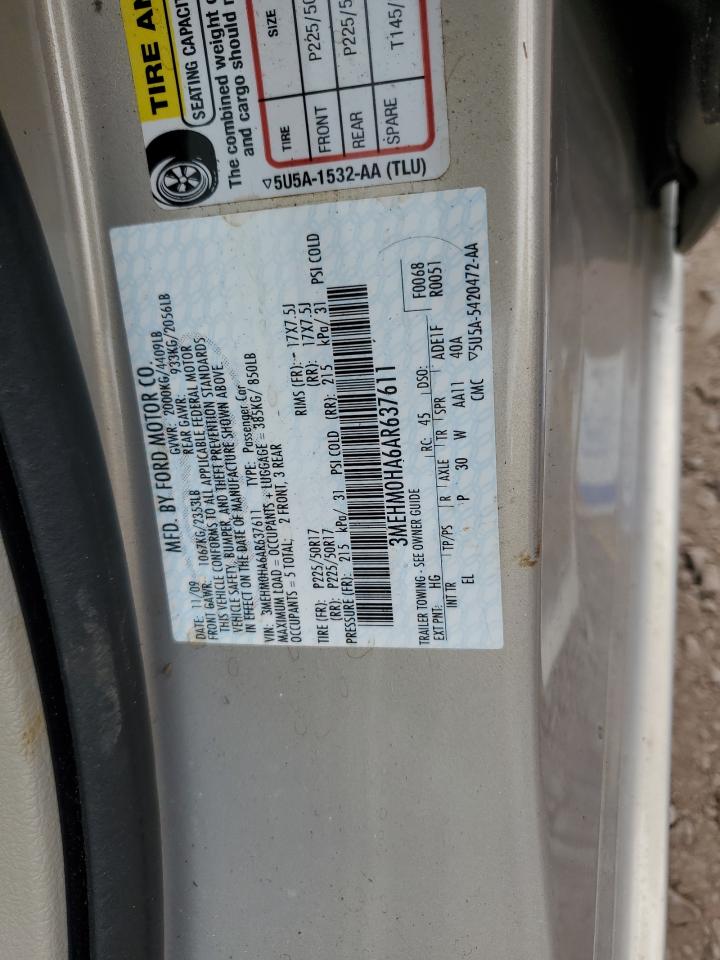 TIRE AN
SEATING CAPACIT
The combined weight o
and cargo should n
TIRE SIZE
FRONT P225/50
REAR P225/5
SPARE T145/
▽5U5A-1532-AA (TLU)
MFD. BY FORD MOTOR CO.
DATE: 11/09 GVWR: 2000KG/4409LB
FRONT GAWR: 1067KG/2353LB REAR GAWR: 933KG/2056LB
THIS VEHICLE CONFORMS TO ALL APPLICABLE FEDERAL MOTOR
VEHICLE SAFETY, BUMPER, AND THEFT PREVENTION STANDARDS
IN EFFECT ON THE DATE OF MANUFACTURE SHOWN ABOVE.
VIN: 3MEHM0HA6AR637611 TYPE: Passenger Car
MAXIMUM LOAD = OCCUPANTS + LUGGAGE = 385KG/ 850LB
OCCUPANTS = 5 TOTAL: 2 FRONT, 3 REAR
TIRE (FR): P225/50R17 RIMS (FR):- 17X7.5J
(RR): P225/50R17 (RR): 17X7.5J
PRESSURE (FR): 215 kPa/ 31 PSI COLD (RR): 215 kPa/ 31 PSI COLD
3MEHM0HA6AR637611
TRAILER TOWING - SEE OWNER GUIDE
F0068
EXT PNT: HG RC: 45 DSO: R0051
INT TR TP/PS R AXLE TR SPR ADE1F
EL P 30 W AA11 40A
CMC ▽5U5A-5420472-AA